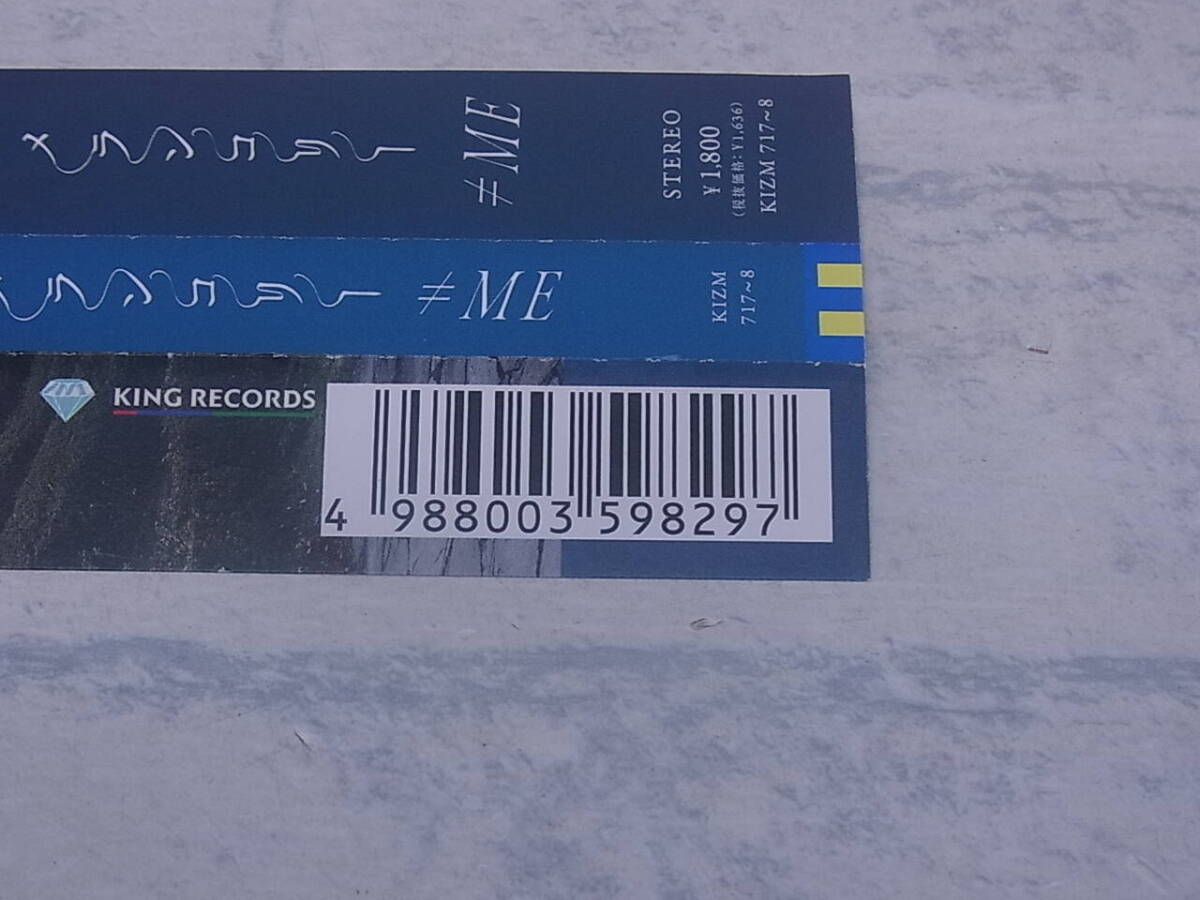 ≠ME
STEREO
¥1,800
(税抜価格:¥1,636)
KIZM 717~8
≠ME
KIZM
717~8
KING RECORDS
4 988003 598297